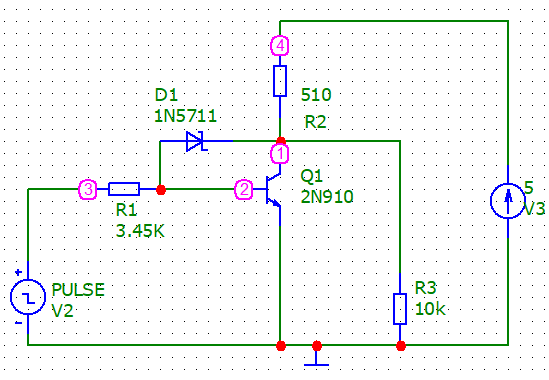 4
510
R2
D1
1N5711
1
Q1
2N910
3
2
R1
3.45K
5
V3
+
PULSE
V2
-
R3
10k